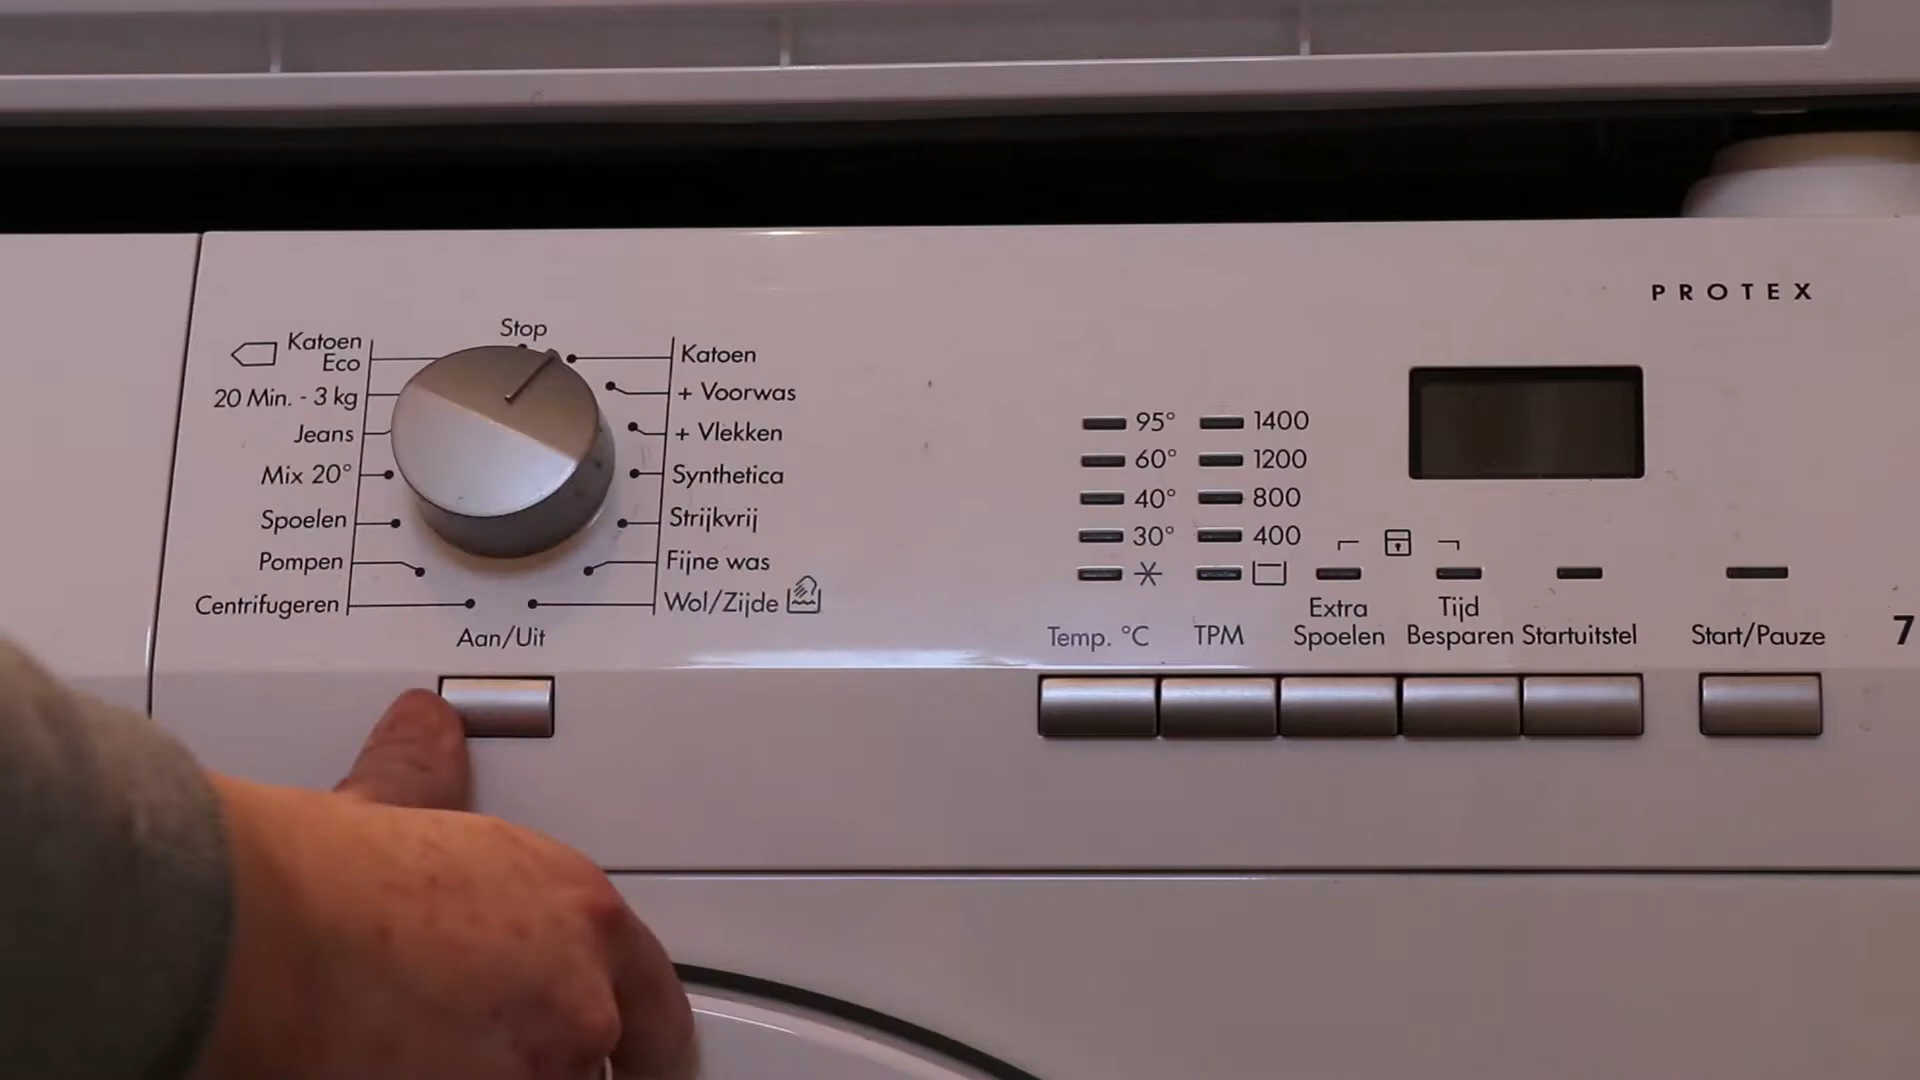 PROTEX
Stop
Katoen
Eco
20 Min. - 3 kg
Jeans
Mix 20°
Spoelen
Pompen
Centrifugeren
Katoen
+ Voorwas
+ Vlekken
Synthetica
Strijkvrij
Fijne was
Wol/Zijde
Aan/Uit
95° 1400
60° 1200
40° 800
30° 400
Temp. °C
TPM
Extra
Spoelen
Tijd
Besparen
Startuitstel
Start/Pauze
7